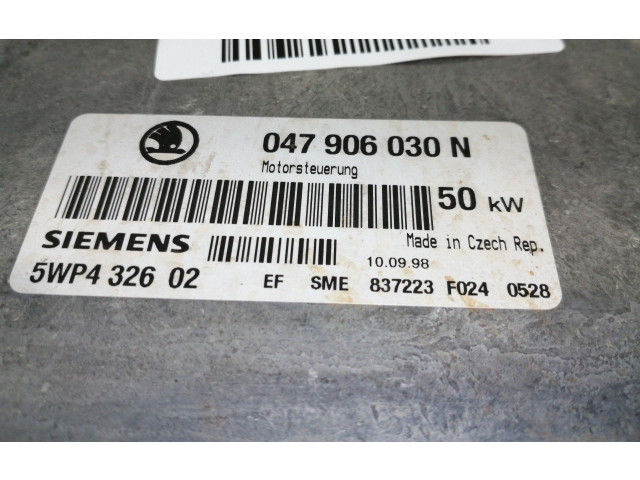 047 906 030 N
Motorsteuerung
50 kW
SIEMENS
Made in Czech Rep.
10.09.98
5WP4 326 02 EF SME 837223 F024 0528